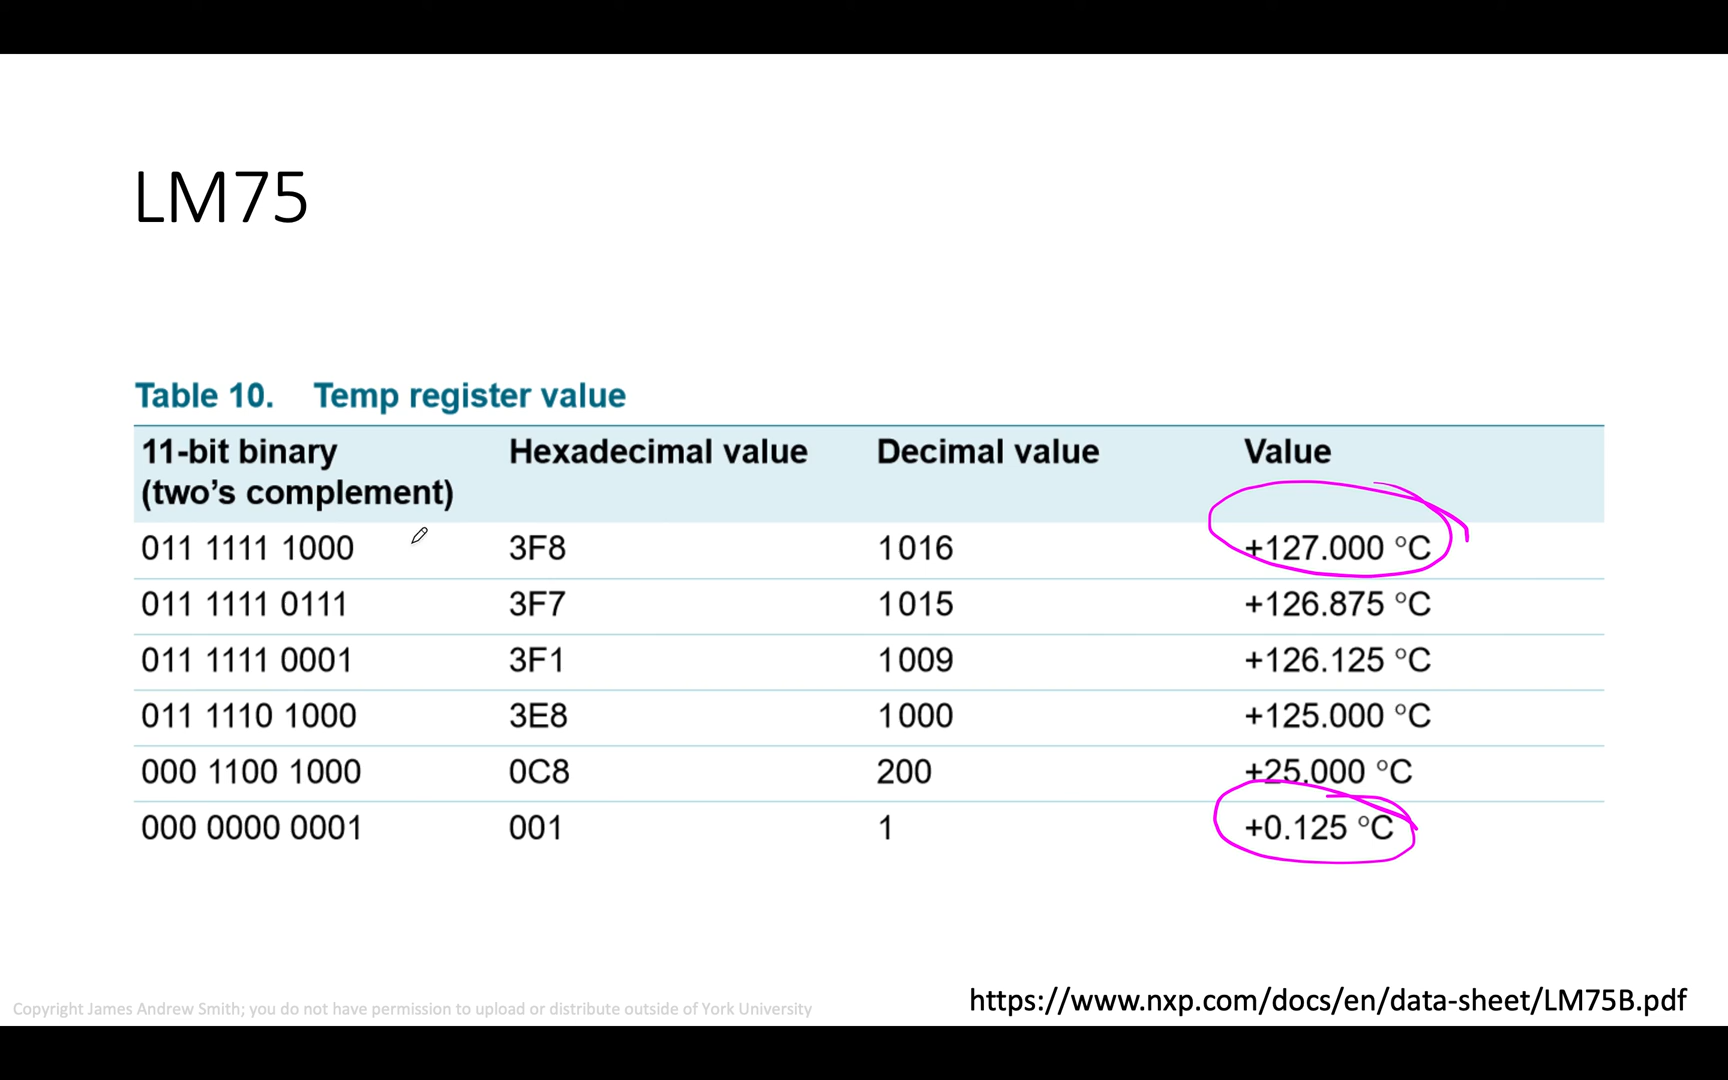 LM75
Table 10. Temp register value
11-bit binary (two's complement) Hexadecimal value Decimal value Value
011 1111 1000 3F8 1016 +127.000 °C
011 1111 0111 3F7 1015 +126.875 °C
011 1111 0001 3F1 1009 +126.125 °C
011 1110 1000 3E8 1000 +125.000 °C
000 1100 1000 0C8 200 +25.000 °C
000 0000 0001 001 1 +0.125 °C
https://www.nxp.com/docs/en/data-sheet/LM75B.pdf
Copyright James Andrew Smith; you do not have permission to upload or distribute outside of York University